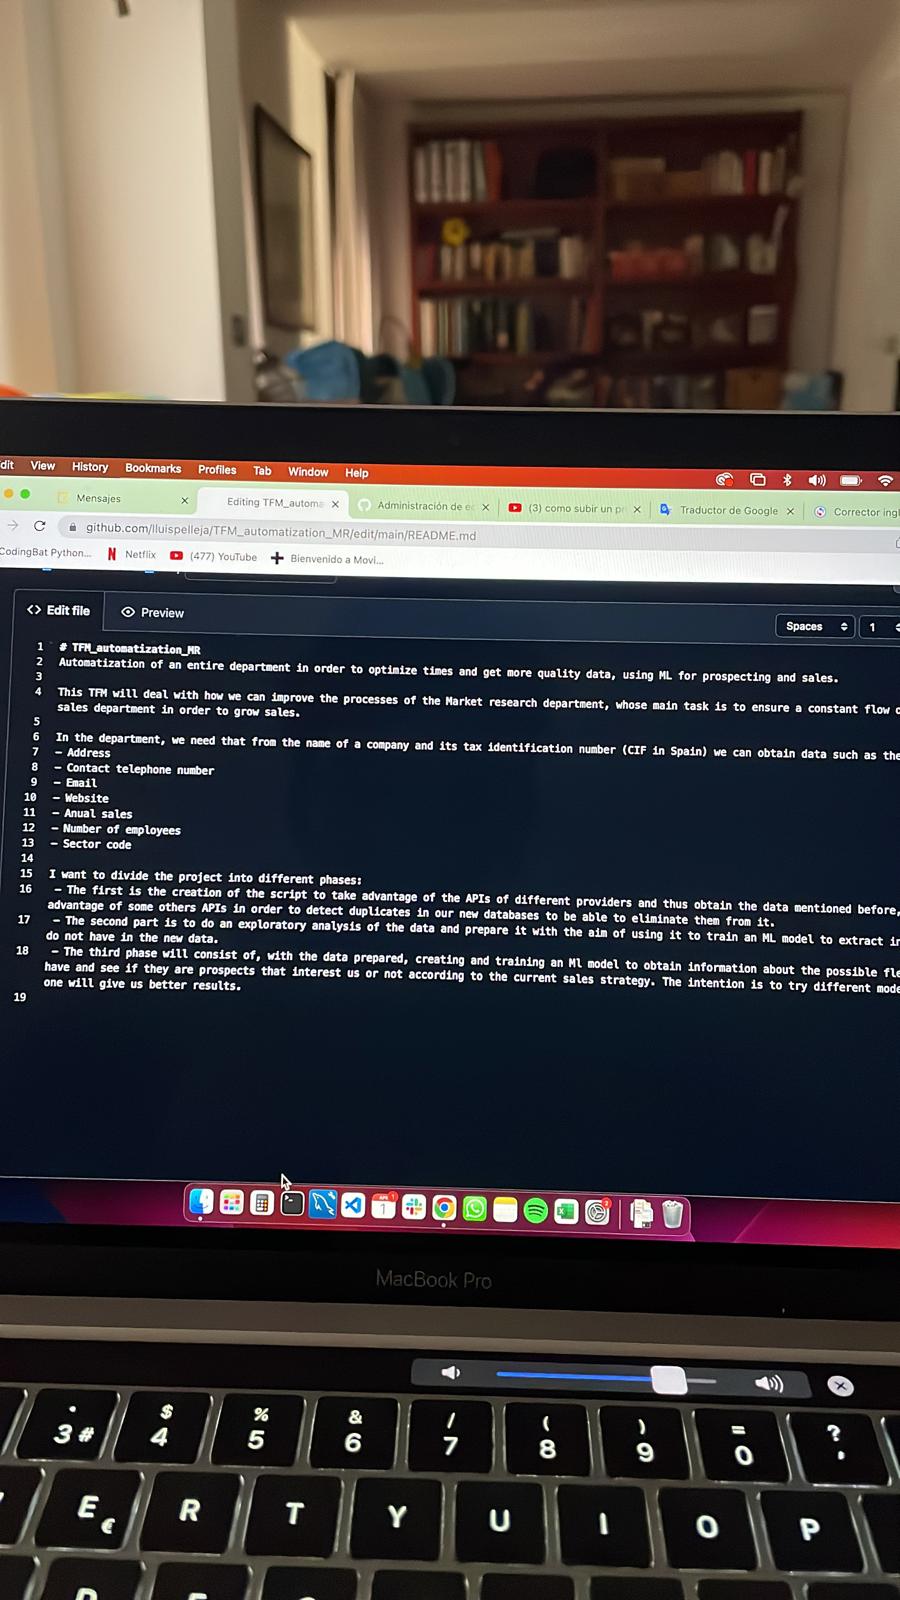 dit View History Bookmarks Profiles Tab Window Help
Mensajes
Editing TFM_automa
Administración de e
(3) como subir un pr
Traductor de Google
Corrector ingl
github.com/lluispelleja/TFM_automatization_MR/edit/main/README.md
CodingBat Python...
Netflix
(477) YouTube
Bienvenido a Movi...
<> Edit file
Preview
Spaces
1
1 # TFM_automatization_MR
2 Automatization of an entire department in order to optimize times and get more quality data, using ML for prospecting and sales.
3
4 This TFM will deal with how we can improve the processes of the Market research department, whose main task is to ensure a constant flow
sales department in order to grow sales.
5
6 In the department, we need that from the name of a company and its tax identification number (CIF in Spain) we can obtain data such as the
7 - Address
8 - Contact telephone number
9 - Email
10 - Website
11 - Anual sales
12 - Number of employees
13 - Sector code
14
15 I want to divide the project into different phases:
16 - The first is the creation of the script to take advantage of the APIs of different providers and thus obtain the data mentioned before,
advantage of some others APIs in order to detect duplicates in our new databases to be able to eliminate them from it.
17 - The second part is to do an exploratory analysis of the data and prepare it with the aim of using it to train an ML model to extract in
do not have in the new data.
18 - The third phase will consist of, with the data prepared, creating and training an Ml model to obtain information about the possible fle
have and see if they are prospects that interest us or not according to the current sales strategy. The intention is to try different mode
one will give us better results.
19
MacBook Pro
3 #
$ 4
% 5
& 6
/ 7
( 8
) 9
= 0
? '
E € R T Y U I O P